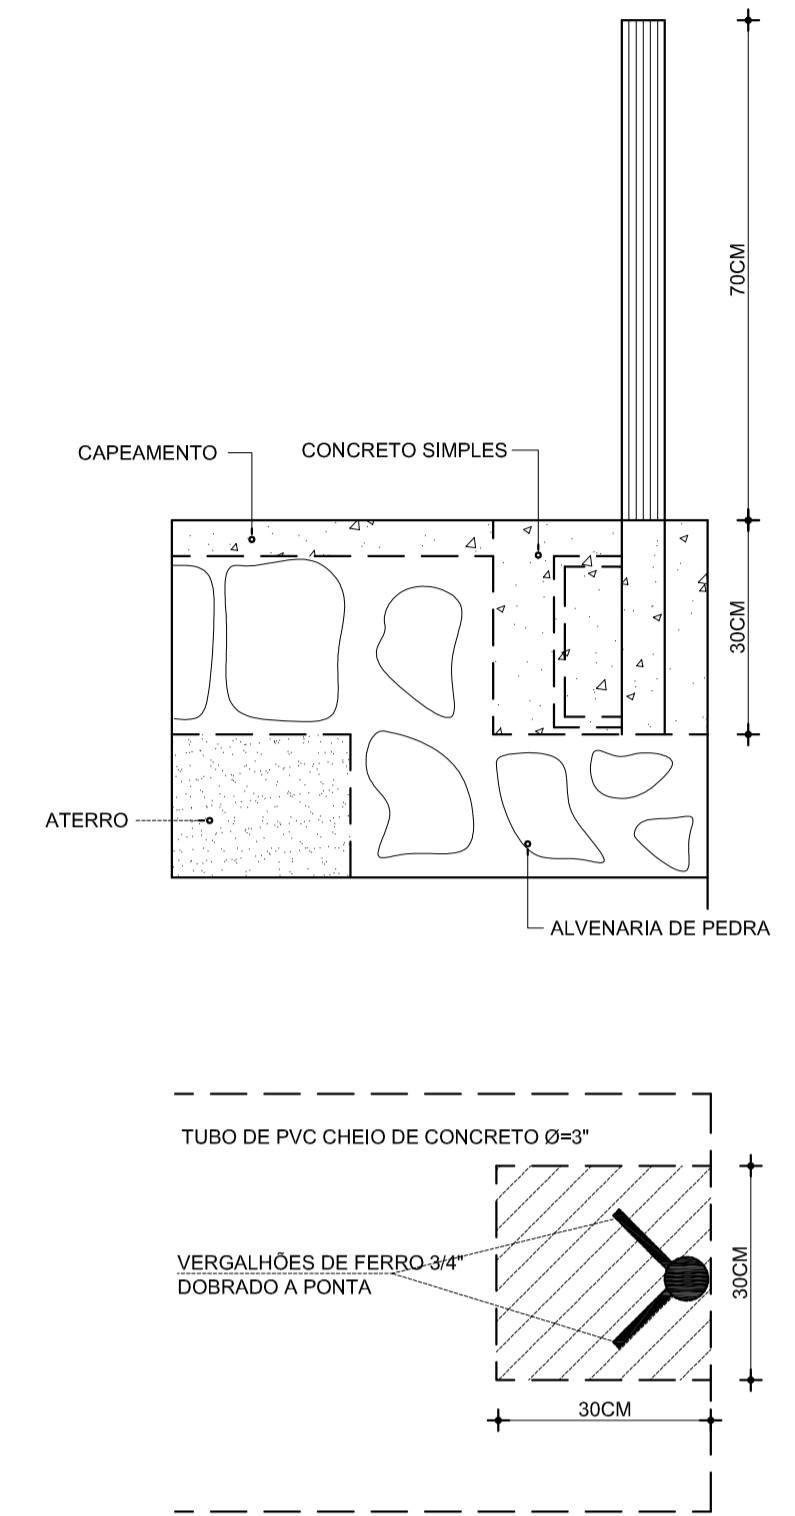 70CM
CAPEAMENTO
CONCRETO SIMPLES
30CM
ATERRO
ALVENARIA DE PEDRA
TUBO DE PVC CHEIO DE CONCRETO Ø=3"
VERGALHÕES DE FERRO 3/4"
DOBRADO A PONTA
30CM
30CM